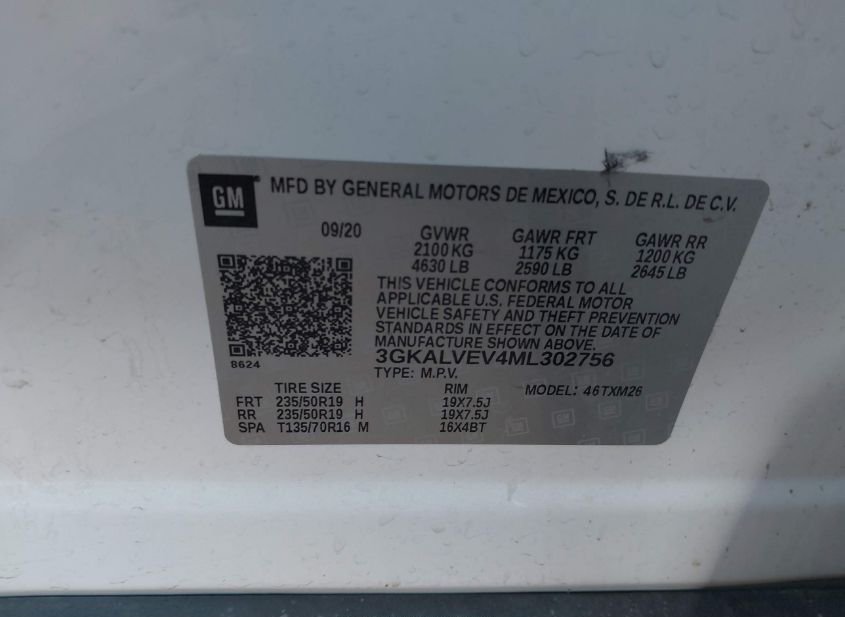 GM MFD BY GENERAL MOTORS DE MEXICO, S. DE R.L. DE C.V.
09/20 GVWR GAWR FRT GAWR RR
2100 KG 1175 KG 1200 KG
4630 LB 2590 LB 2645 LB
THIS VEHICLE CONFORMS TO ALL
APPLICABLE U.S. FEDERAL MOTOR
VEHICLE SAFETY AND THEFT PREVENTION
STANDARDS IN EFFECT ON THE DATE OF
MANUFACTURE SHOWN ABOVE.
3GKALVEV4ML302756
8624
TYPE: M.P.V.
TIRE SIZE RIM MODEL: 46TXM26
FRT 235/50R19 H 19X7.5J
RR 235/50R19 H 19X7.5J
SPA T135/70R16 M 16X4BT